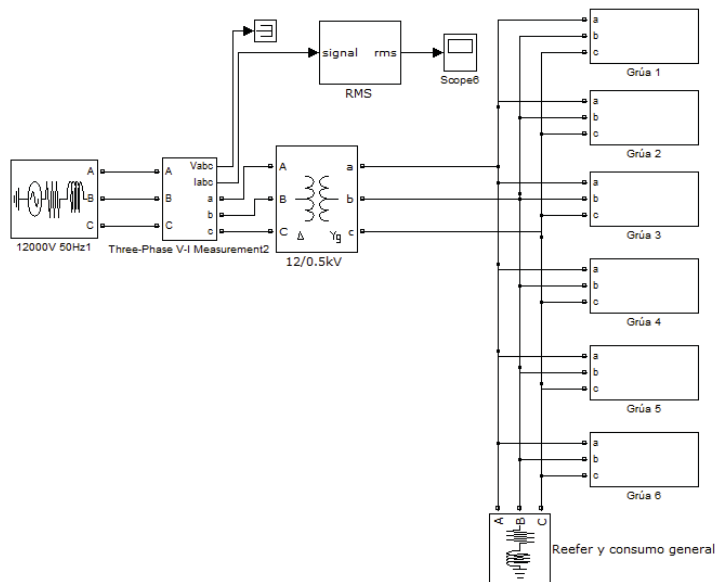 signal rms
RMS
Scope6
a
b
c
Grúa 1
a
b
c
Grúa 2
A
B
C
12000V 50Hz1
A
B
C
Vabc
Iabc
a
b
c
Three-Phase V-I Measurement2
A
B
C
a
b
c
Δ Yg
12/0.5kV
a
b
c
Grúa 3
a
b
c
Grúa 4
a
b
c
Grúa 5
a
b
c
Grúa 6
A B C
Reefer y consumo general